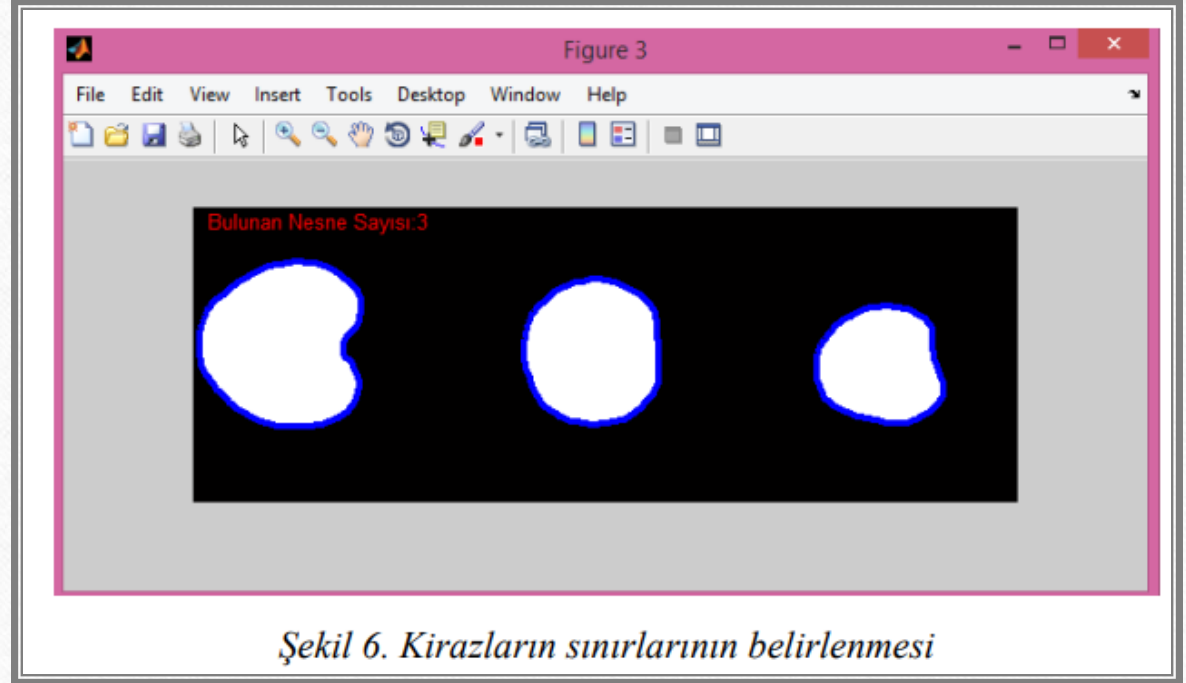 Figure 3
File Edit View Insert Tools Desktop Window Help
Bulunan Nesne Sayısı:3
Şekil 6. Kirazların sınırlarının belirlenmesi